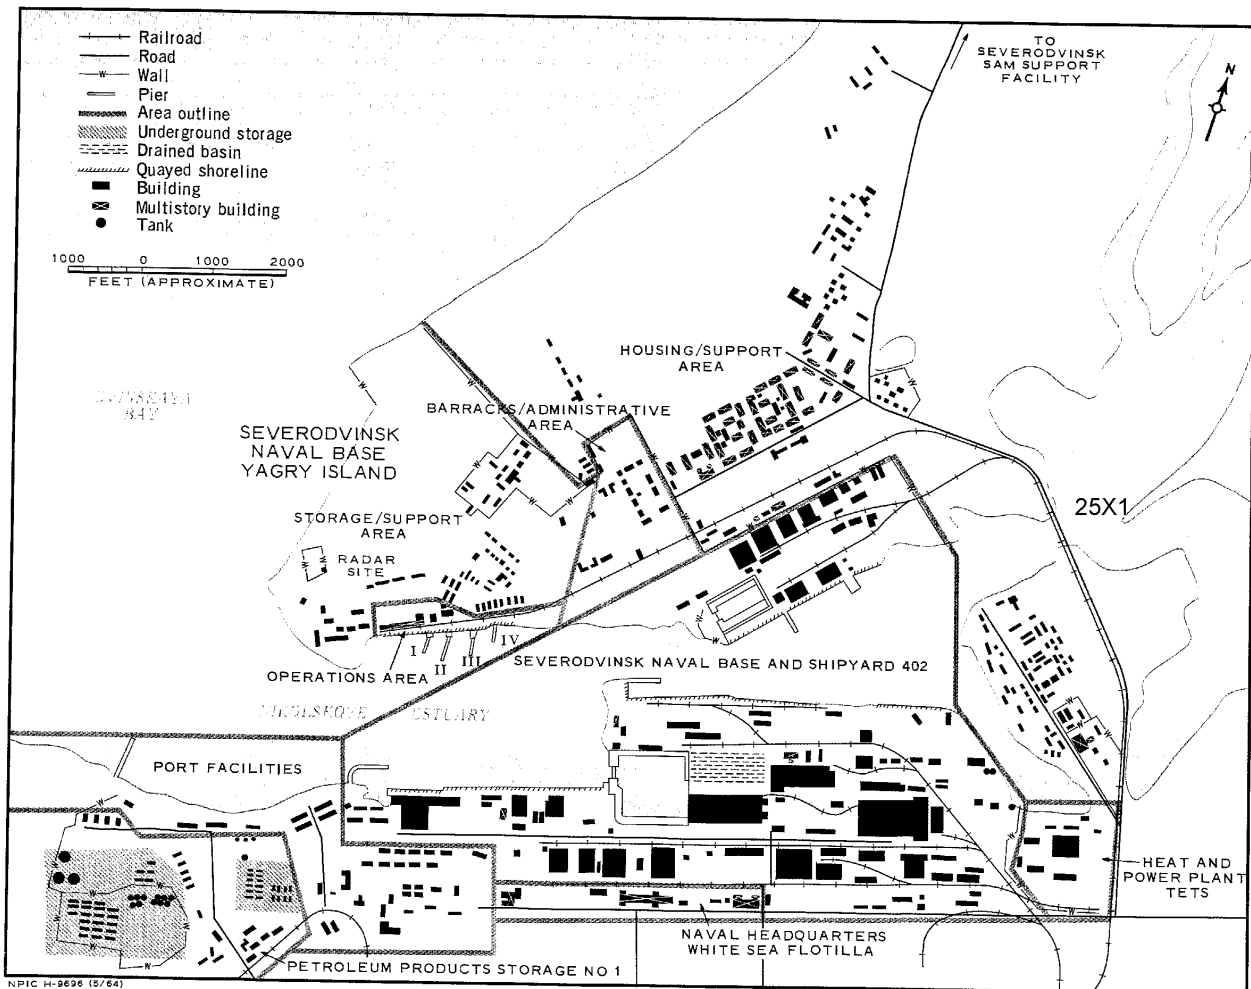 Railroad
Road
Wall
Pier
Area outline
Underground storage
Drained basin
Quayed shoreline
Building
Multistory building
Tank
1000 0 1000 2000
FEET (APPROXIMATE)
TO
SEVERODVINSK
SAM SUPPORT
FACILITY
N
HOUSING/SUPPORT
AREA
BAY
BARRACKS/ADMINISTRATIVE
AREA
SEVERODVINSK
NAVAL BASE
YAGRY ISLAND
25X1
STORAGE/SUPPORT
AREA
RADAR
SITE
I
II
III
IV
OPERATIONS AREA
SEVERODVINSK NAVAL BASE AND SHIPYARD 402
ESTUARY
PORT FACILITIES
HEAT AND
POWER PLANT
TETS
NAVAL HEADQUARTERS
WHITE SEA FLOTILLA
PETROLEUM PRODUCTS STORAGE NO 1
NPIC H-9696 (5/64)